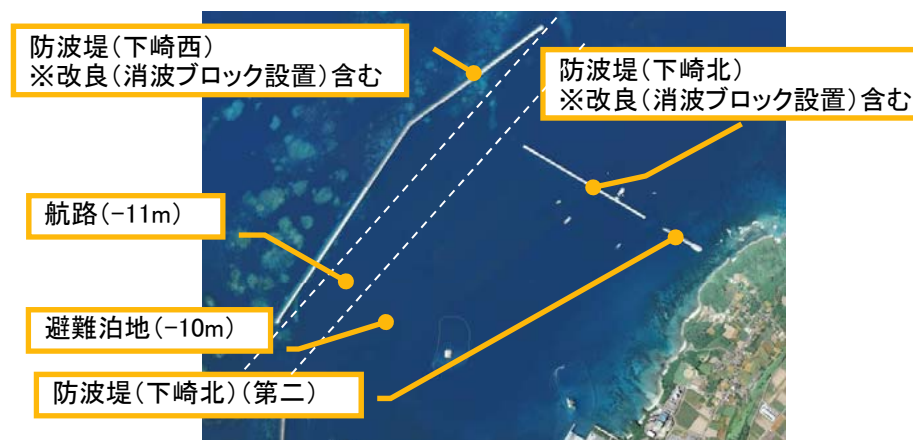 防波堤(下崎西)
※改良(消波ブロック設置)含む
防波堤(下崎北)
※改良(消波ブロック設置)含む
航路(-11m)
避難泊地(-10m)
防波堤(下崎北)(第二)